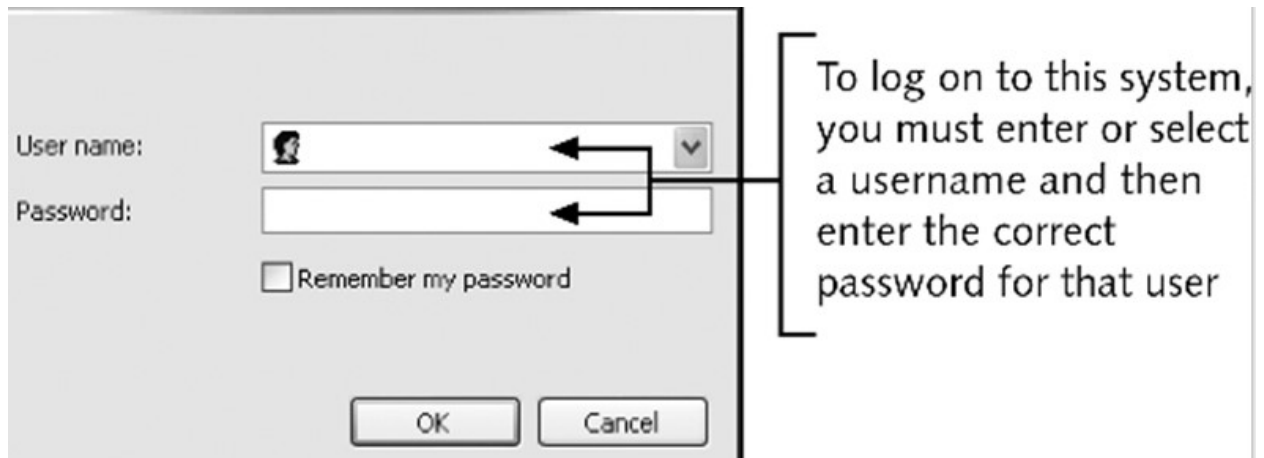 User name:
Password:
Remember my password
OK
Cancel
To log on to this system,
you must enter or select
a username and then
enter the correct
password for that user